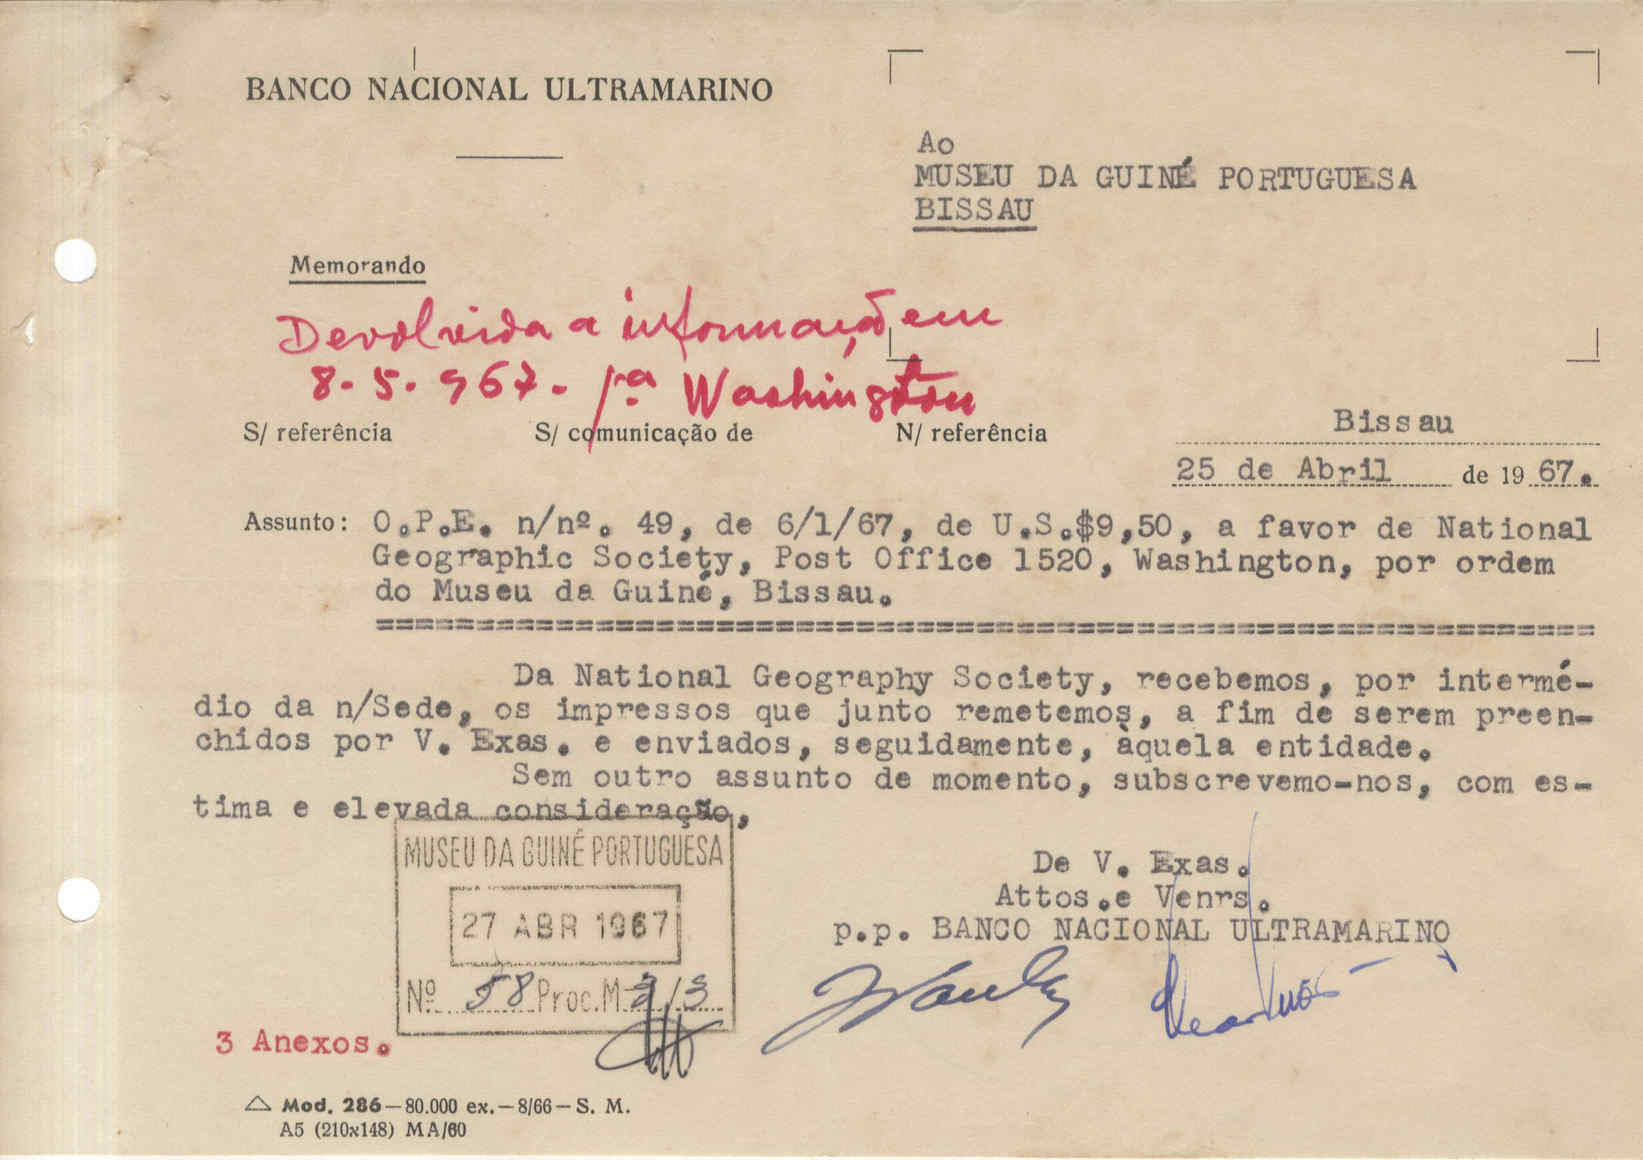 BANCO NACIONAL ULTRAMARINO
Ao
MUSEU DA GUINÉ PORTUGUESA
BISSAU
Memorando
Devolvida a informação em
8-5-967- pª Washington
S/ referência S/ comunicação de N/ referência
Bissau
25 de Abril de 1967.
Assunto: O.P.E. n/nº. 49, de 6/1/67, de U.S.$9,50, a favor de National
Geographic Society, Post Office 1520, Washington, por ordem
do Museu da Guiné, Bissau.
Da National Geography Society, recebemos, por intermé-
dio da n/Sede, os impressos que junto remetemos, a fim de serem preen-
chidos por V. Exas. e enviados, seguidamente, àquela entidade.
Sem outro assunto de momento, subscrevemo-nos, com es-
tima e elevada consideração,
MUSEU DA GUINÉ PORTUGUESA
27 ABR 1967
Nº 58 Proc. M. 2/3
De V. Exas.
Attos.e Venrs.
p.p. BANCO NACIONAL ULTRAMARINO
3 Anexos.
Mod. 286—80.000 ex.—8/66—S. M.
A5 (210x148) MA/60